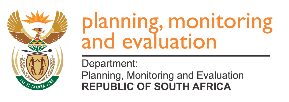 planning, monitoring
and evaluation
Department:
Planning, Monitoring and Evaluation
REPUBLIC OF SOUTH AFRICA